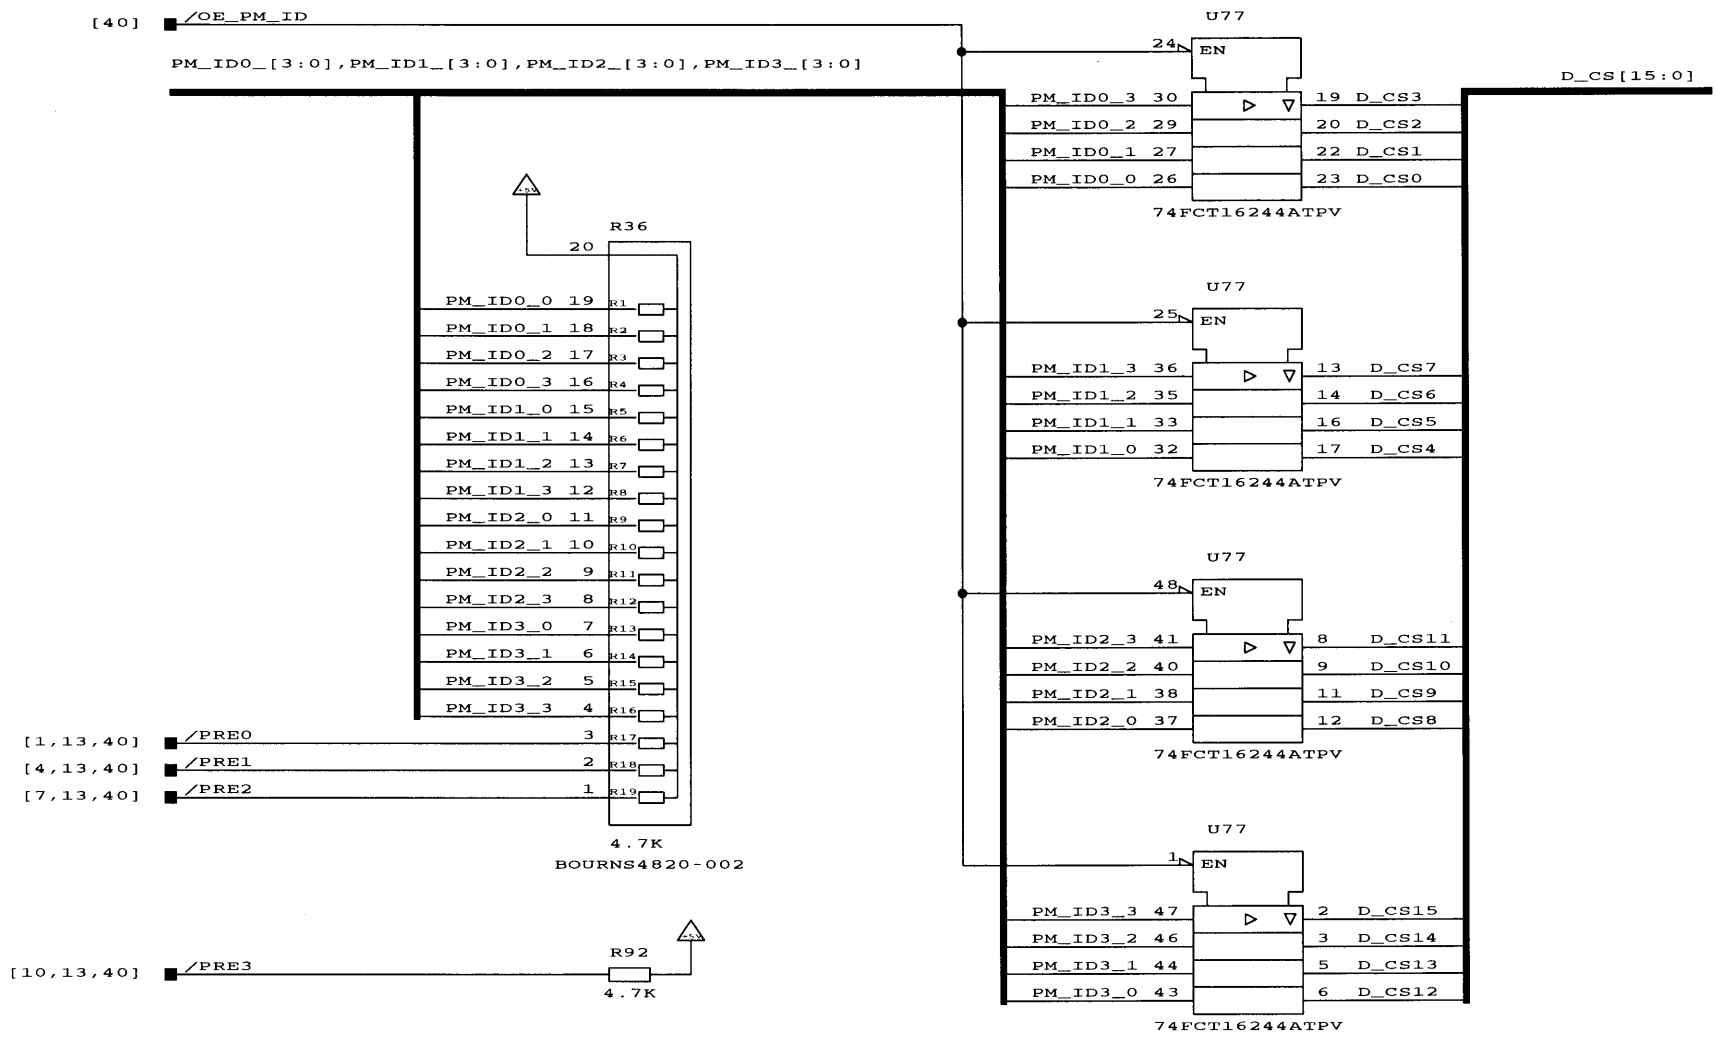 [40] /OE_PM_ID
PM_ID0_[3:0],PM_ID1_[3:0],PM_ID2_[3:0],PM_ID3_[3:0]
D_CS[15:0]
U77
24 EN
PM_ID0_3 30 19 D_CS3
PM_ID0_2 29 20 D_CS2
PM_ID0_1 27 22 D_CS1
PM_ID0_0 26 23 D_CS0
74FCT16244ATPV
+5V
R36
20
PM_ID0_0 19 R1
PM_ID0_1 18 R2
PM_ID0_2 17 R3
PM_ID0_3 16 R4
PM_ID1_0 15 R5
PM_ID1_1 14 R6
PM_ID1_2 13 R7
PM_ID1_3 12 R8
PM_ID2_0 11 R9
PM_ID2_1 10 R10
PM_ID2_2 9 R11
PM_ID2_3 8 R12
PM_ID3_0 7 R13
PM_ID3_1 6 R14
PM_ID3_2 5 R15
PM_ID3_3 4 R16
[1,13,40] /PRE0 3 R17
[4,13,40] /PRE1 2 R18
[7,13,40] /PRE2 1 R19
4.7K
BOURNS4820-002
U77
25 EN
PM_ID1_3 36 13 D_CS7
PM_ID1_2 35 14 D_CS6
PM_ID1_1 33 16 D_CS5
PM_ID1_0 32 17 D_CS4
74FCT16244ATPV
U77
48 EN
PM_ID2_3 41 8 D_CS11
PM_ID2_2 40 9 D_CS10
PM_ID2_1 38 11 D_CS9
PM_ID2_0 37 12 D_CS8
74FCT16244ATPV
U77
1 EN
PM_ID3_3 47 2 D_CS15
PM_ID3_2 46 3 D_CS14
PM_ID3_1 44 5 D_CS13
PM_ID3_0 43 6 D_CS12
74FCT16244ATPV
+5V
R92
[10,13,40] /PRE3
4.7K